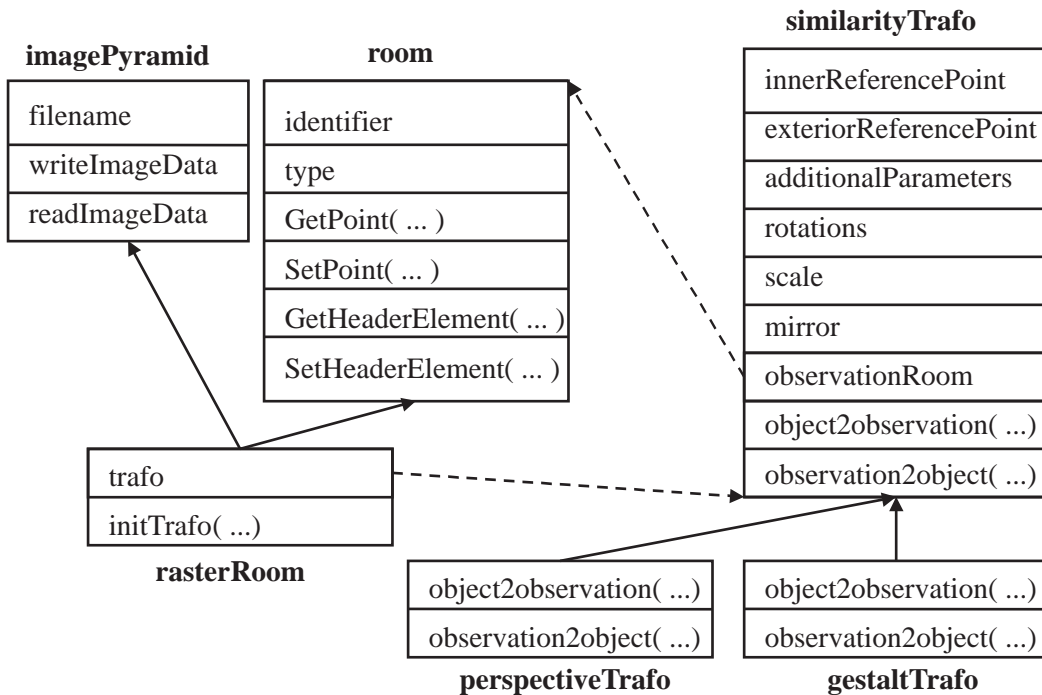 imagePyramid
filename
writeImageData
readImageData
room
identifier
type
GetPoint( ... )
SetPoint( ... )
GetHeaderElement( ... )
SetHeaderElement( ... )
similarityTrafo
innerReferencePoint
exteriorReferencePoint
additionalParameters
rotations
scale
mirror
observationRoom
object2observation( ...)
observation2object( ...)
trafo
initTrafo( ...)
rasterRoom
object2observation( ...)
observation2object( ...)
perspectiveTrafo
object2observation( ...)
observation2object( ...)
gestaltTrafo